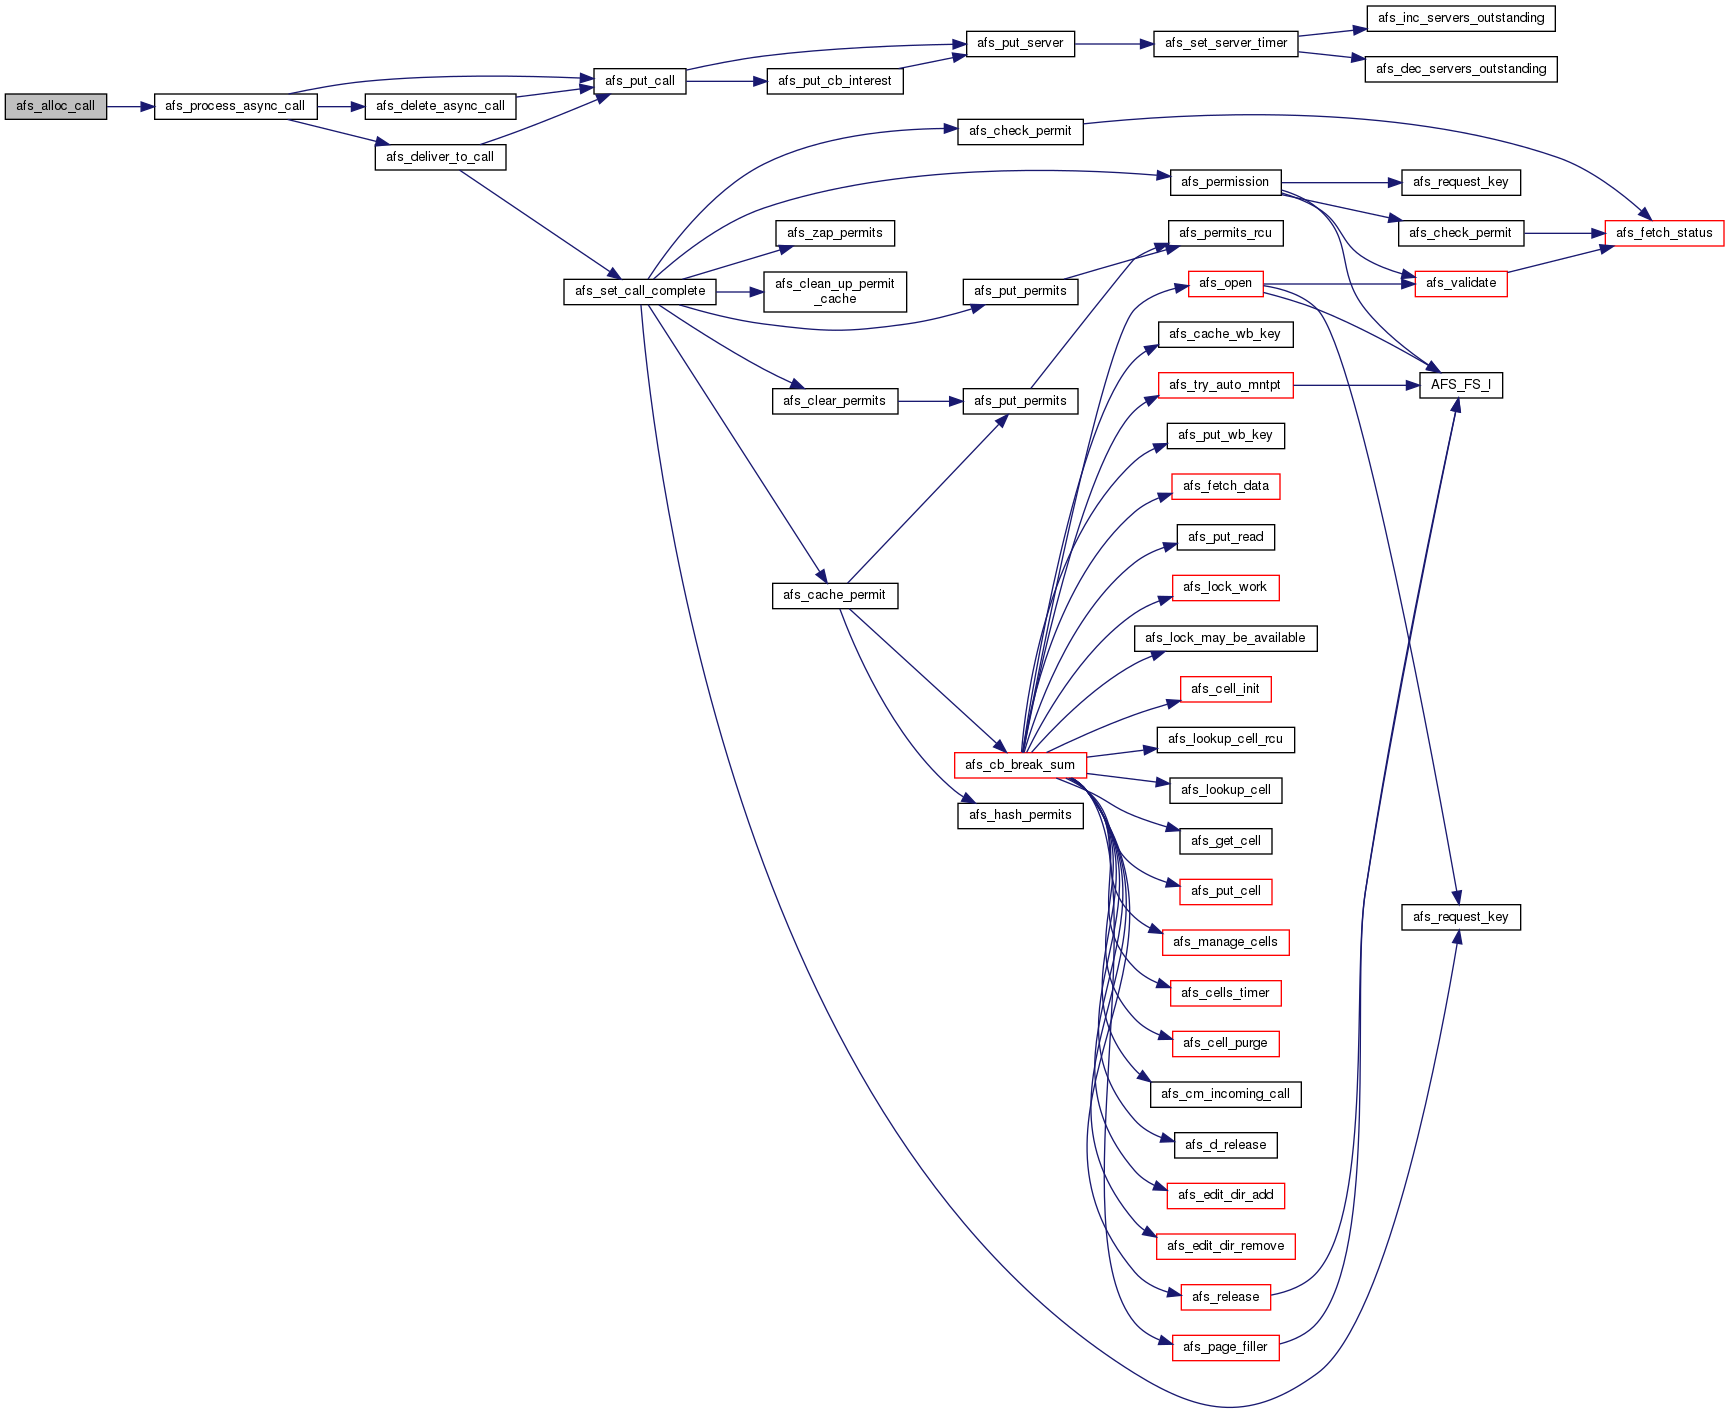 afs_inc_servers_outstanding
afs_put_server
afs_set_server_timer
afs_dec_servers_outstanding
afs_put_call
afs_put_cb_interest
afs_alloc_call
afs_process_async_call
afs_delete_async_call
afs_check_permit
afs_deliver_to_call
afs_permission
afs_request_key
afs_zap_permits
afs_permits_rcu
afs_check_permit
afs_fetch_status
afs_set_call_complete
afs_clean_up_permit
_cache
afs_put_permits
afs_open
afs_validate
afs_cache_wb_key
afs_try_auto_mntpt
AFS_FS_I
afs_clear_permits
afs_put_permits
afs_put_wb_key
afs_fetch_data
afs_put_read
afs_lock_work
afs_cache_permit
afs_lock_may_be_available
afs_cell_init
afs_lookup_cell_rcu
afs_cb_break_sum
afs_lookup_cell
afs_hash_permits
afs_get_cell
afs_put_cell
afs_request_key
afs_manage_cells
afs_cells_timer
afs_cell_purge
afs_cm_incoming_call
afs_d_release
afs_edit_dir_add
afs_edit_dir_remove
afs_release
afs_page_filler